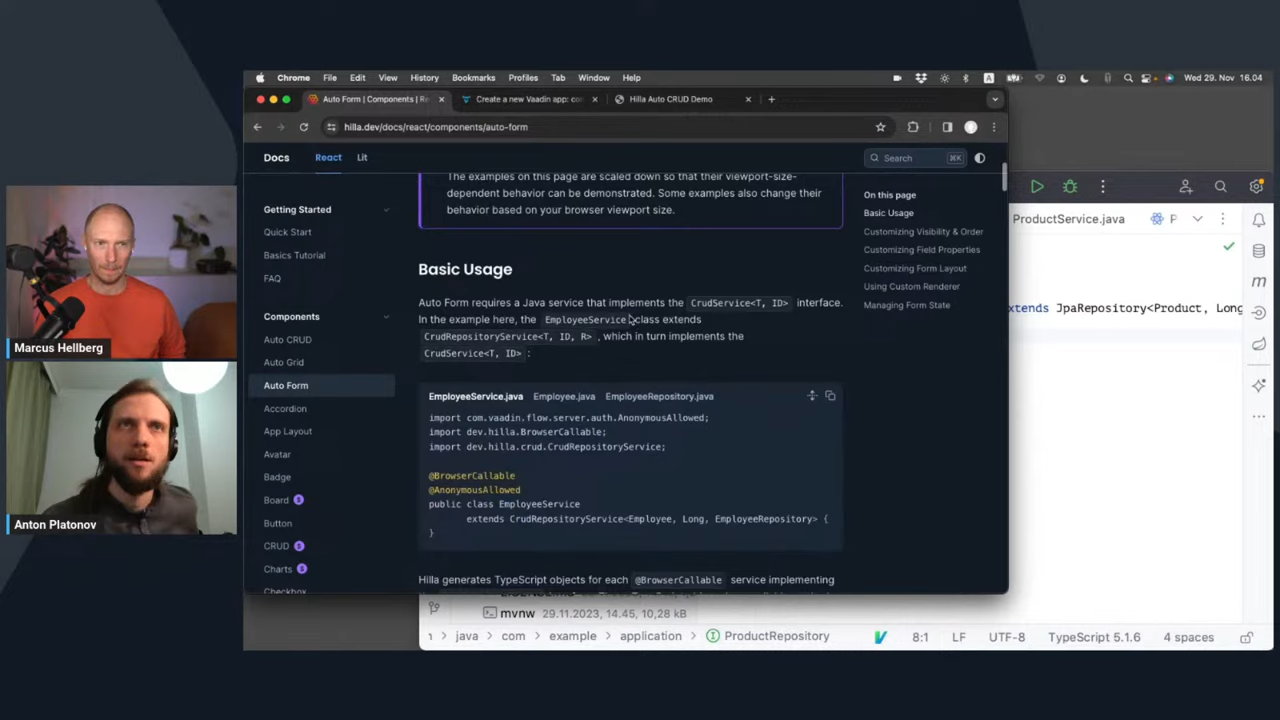 Chrome File Edit View History Bookmarks Profiles Tab Window Help
A
Wed 29. Nov 16.04
Auto Form | Components | Re
Create a new Vaadin app: co
Hilla Auto CRUD Demo
hilla.dev/docs/react/components/auto-form
Docs React Lit
Search ⌘K
Getting Started
Quick Start
Basics Tutorial
FAQ
Components
Auto CRUD
Auto Grid
Auto Form
Accordion
App Layout
Avatar
Badge
Board $
Button
CRUD $
Charts $
Checkbox
The examples on this page are scaled down so that their viewport-size-
dependent behavior can be demonstrated. Some examples also change their
behavior based on your browser viewport size.
Basic Usage
Auto Form requires a Java service that implements the CrudService<T, ID> interface.
In the example here, the EmployeeService class extends
CrudRepositoryService<T, ID, R> , which in turn implements the
CrudService<T, ID> :
EmployeeService.java Employee.java EmployeeRepository.java
import com.vaadin.flow.server.auth.AnonymousAllowed;
import dev.hilla.BrowserCallable;
import dev.hilla.crud.CrudRepositoryService;
@BrowserCallable
@AnonymousAllowed
public class EmployeeService
extends CrudRepositoryService<Employee, Long, EmployeeRepository> {
}
Hilla generates TypeScript objects for each @BrowserCallable service implementing
On this page
Basic Usage
Customizing Visibility & Order
Customizing Field Properties
Customizing Form Layout
Using Custom Renderer
Managing Form State
ProductService.java P
xtends JpaRepository<Product, Long
m
mvnw 29.11.2023, 14.45, 10,28 kB
java com example application ProductRepository
8:1 LF UTF-8 TypeScript 5.1.6 4 spaces
Marcus Hellberg
Anton Platonov